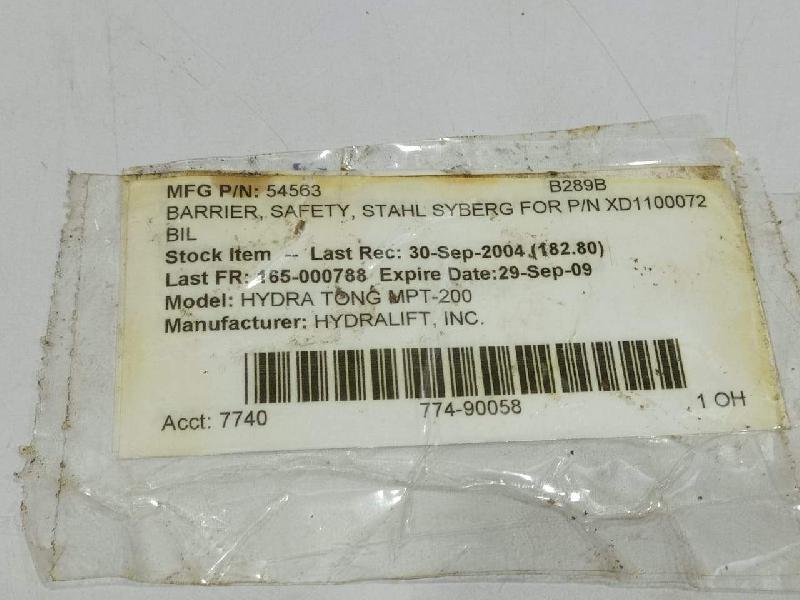 MFG P/N: 54563 B289B
BARRIER, SAFETY, STAHL SYBERG FOR P/N XD1100072
BIL
Stock Item -- Last Rec: 30-Sep-2004 (182.80)
Last FR: 165-000788 Expire Date:29-Sep-09
Model: HYDRA TONG MPT-200
Manufacturer: HYDRALIFT, INC.
Acct: 7740 774-90058 1 OH